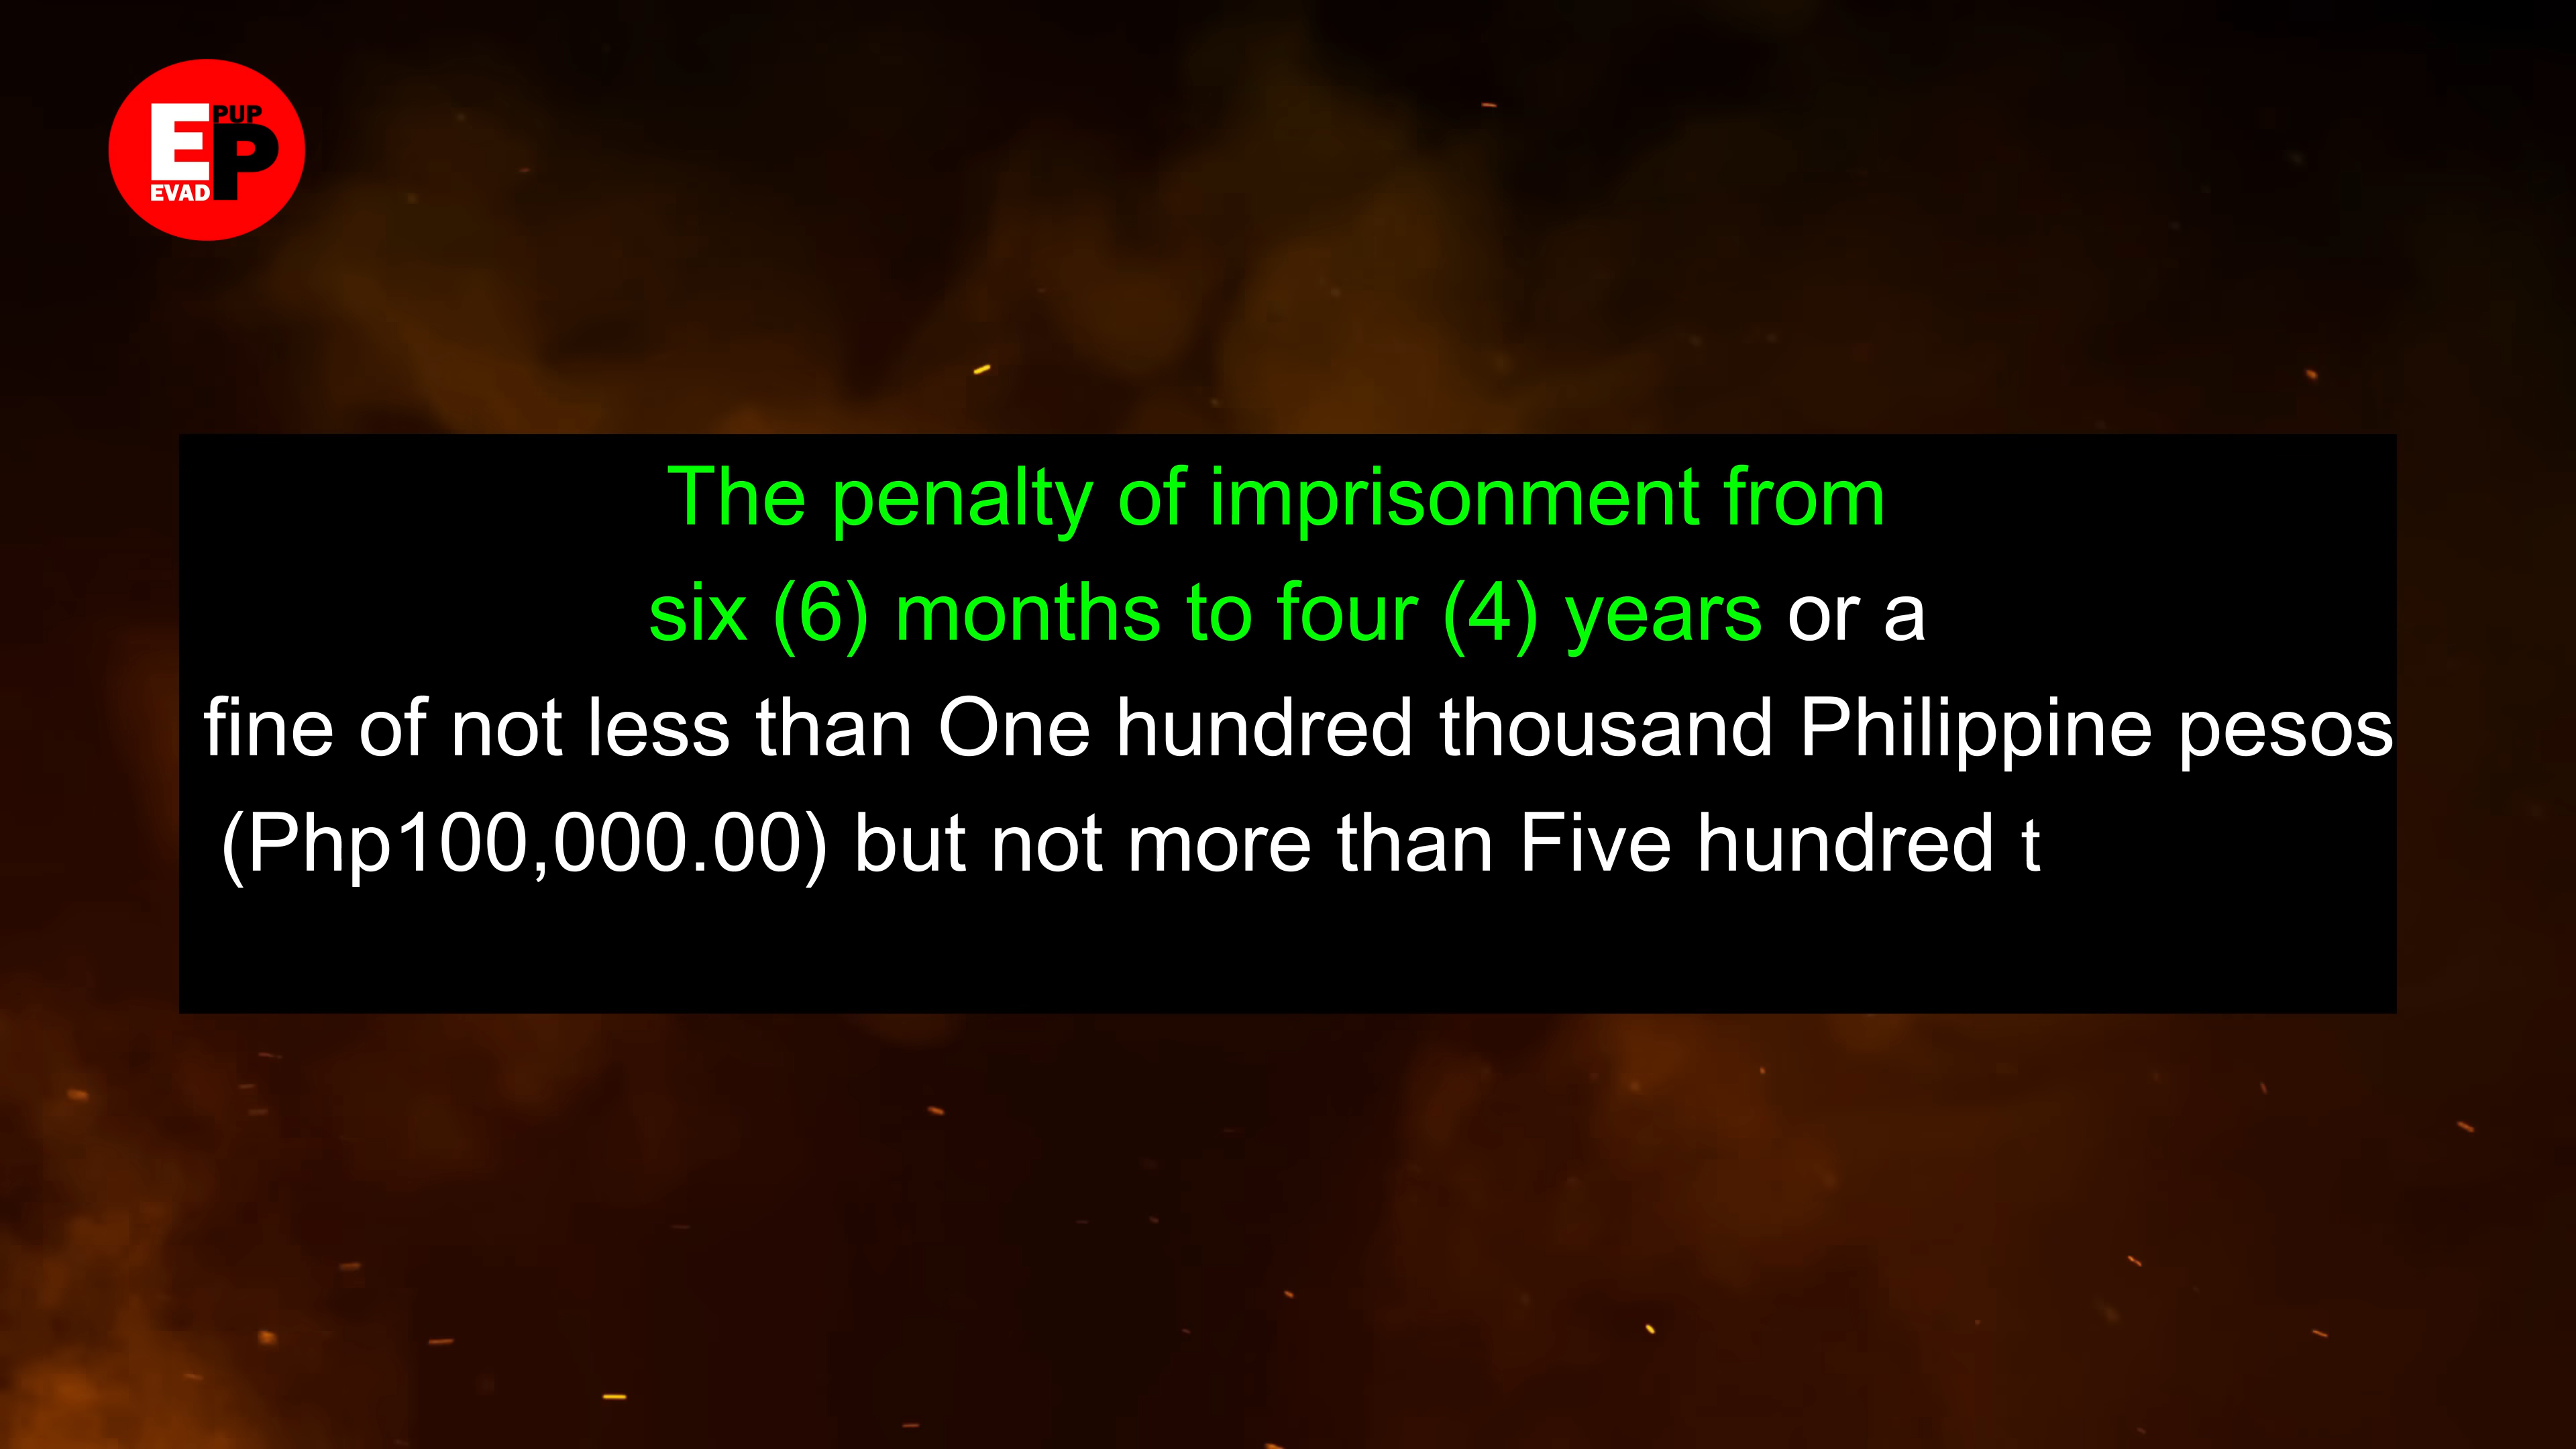 E PUP
P
EVAD
The penalty of imprisonment from
six (6) months to four (4) years or a
fine of not less than One hundred thousand Philippine pesos
(Php100,000.00) but not more than Five hundred t